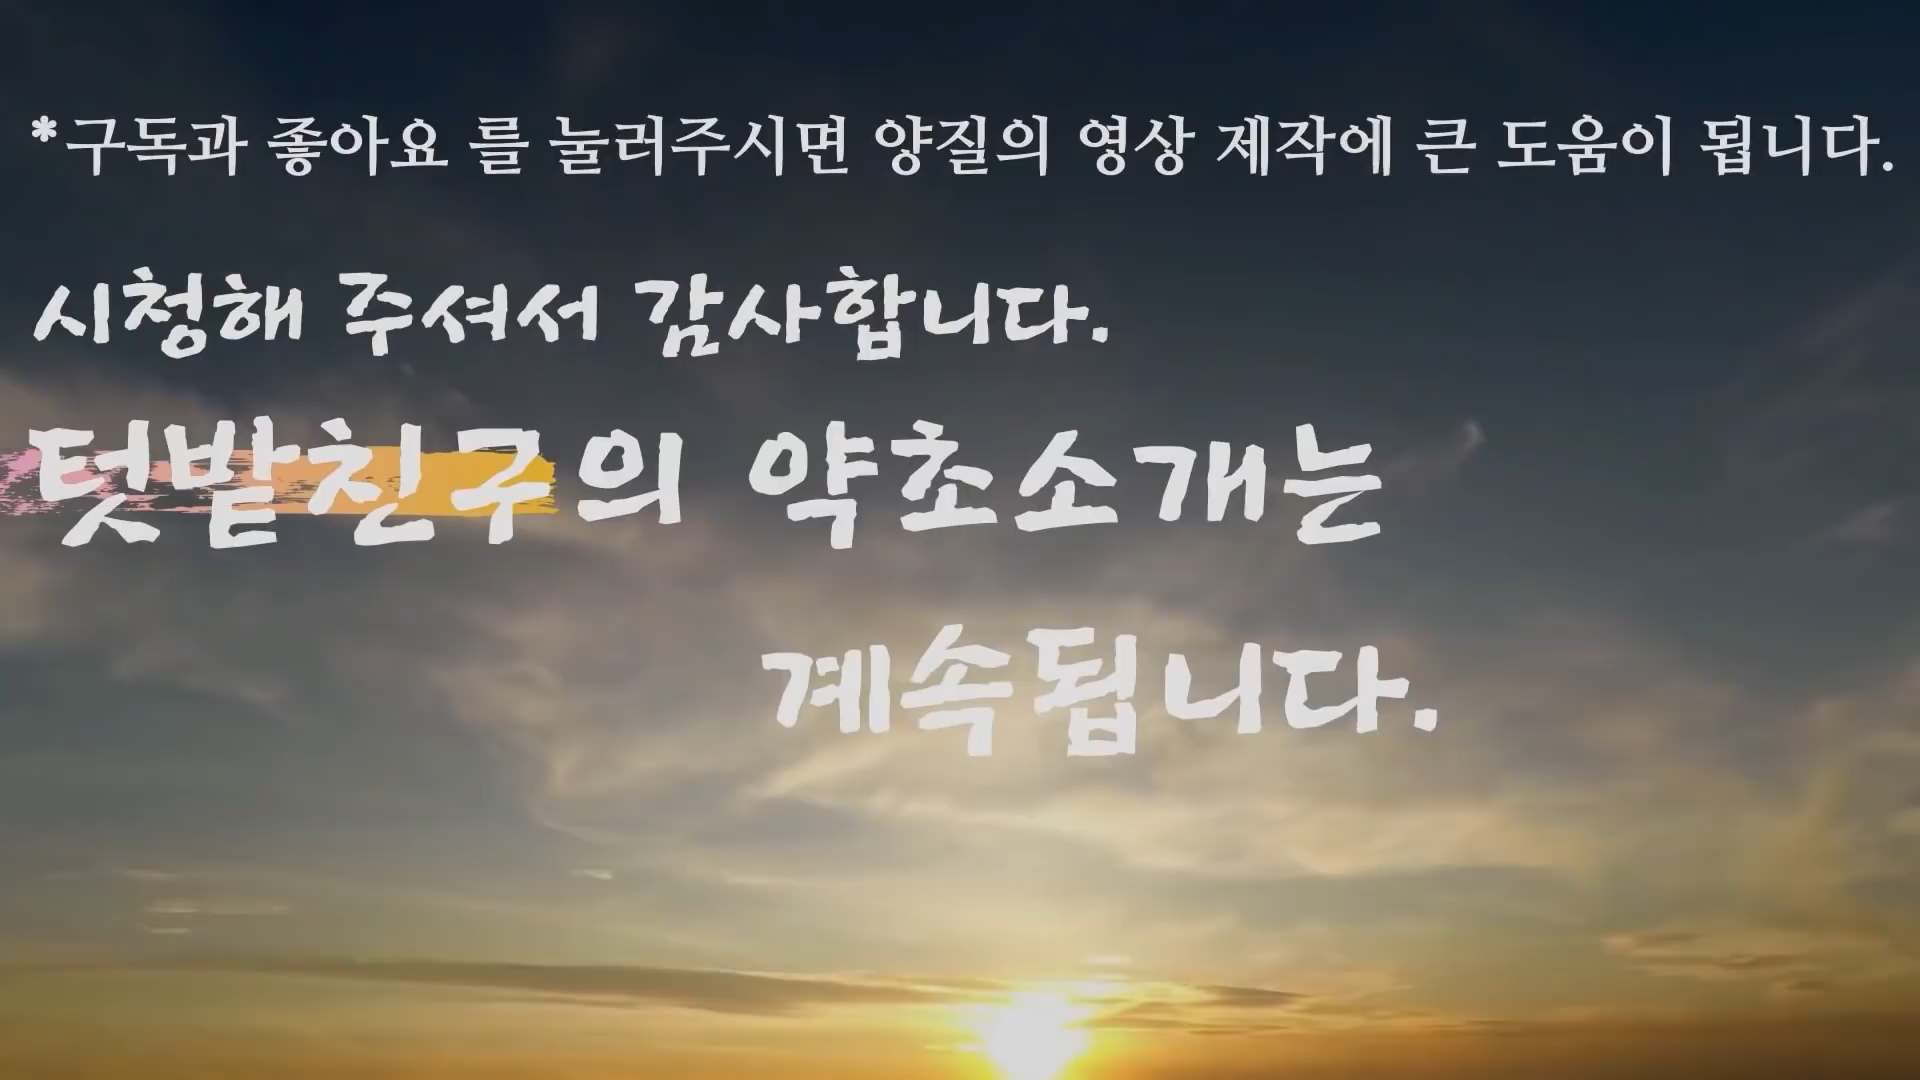 *구독과 좋아요 를 눌러주시면 양질의 영상 제작에 큰 도움이 됩니다.
시청해 주셔서 감사합니다.
텃밭친구의 약초소개는
계속됩니다.